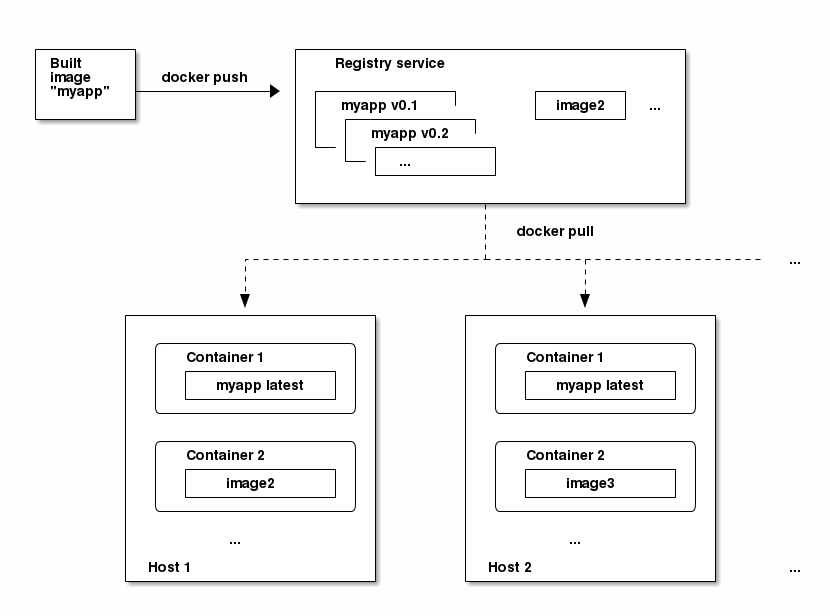 Built
image
"myapp"
docker push
Registry service
myapp v0.1
myapp v0.2
...
image2
...
docker pull
...
Container 1
myapp latest
Container 2
image2
...
Host 1
Container 1
myapp latest
Container 2
image3
...
Host 2
...